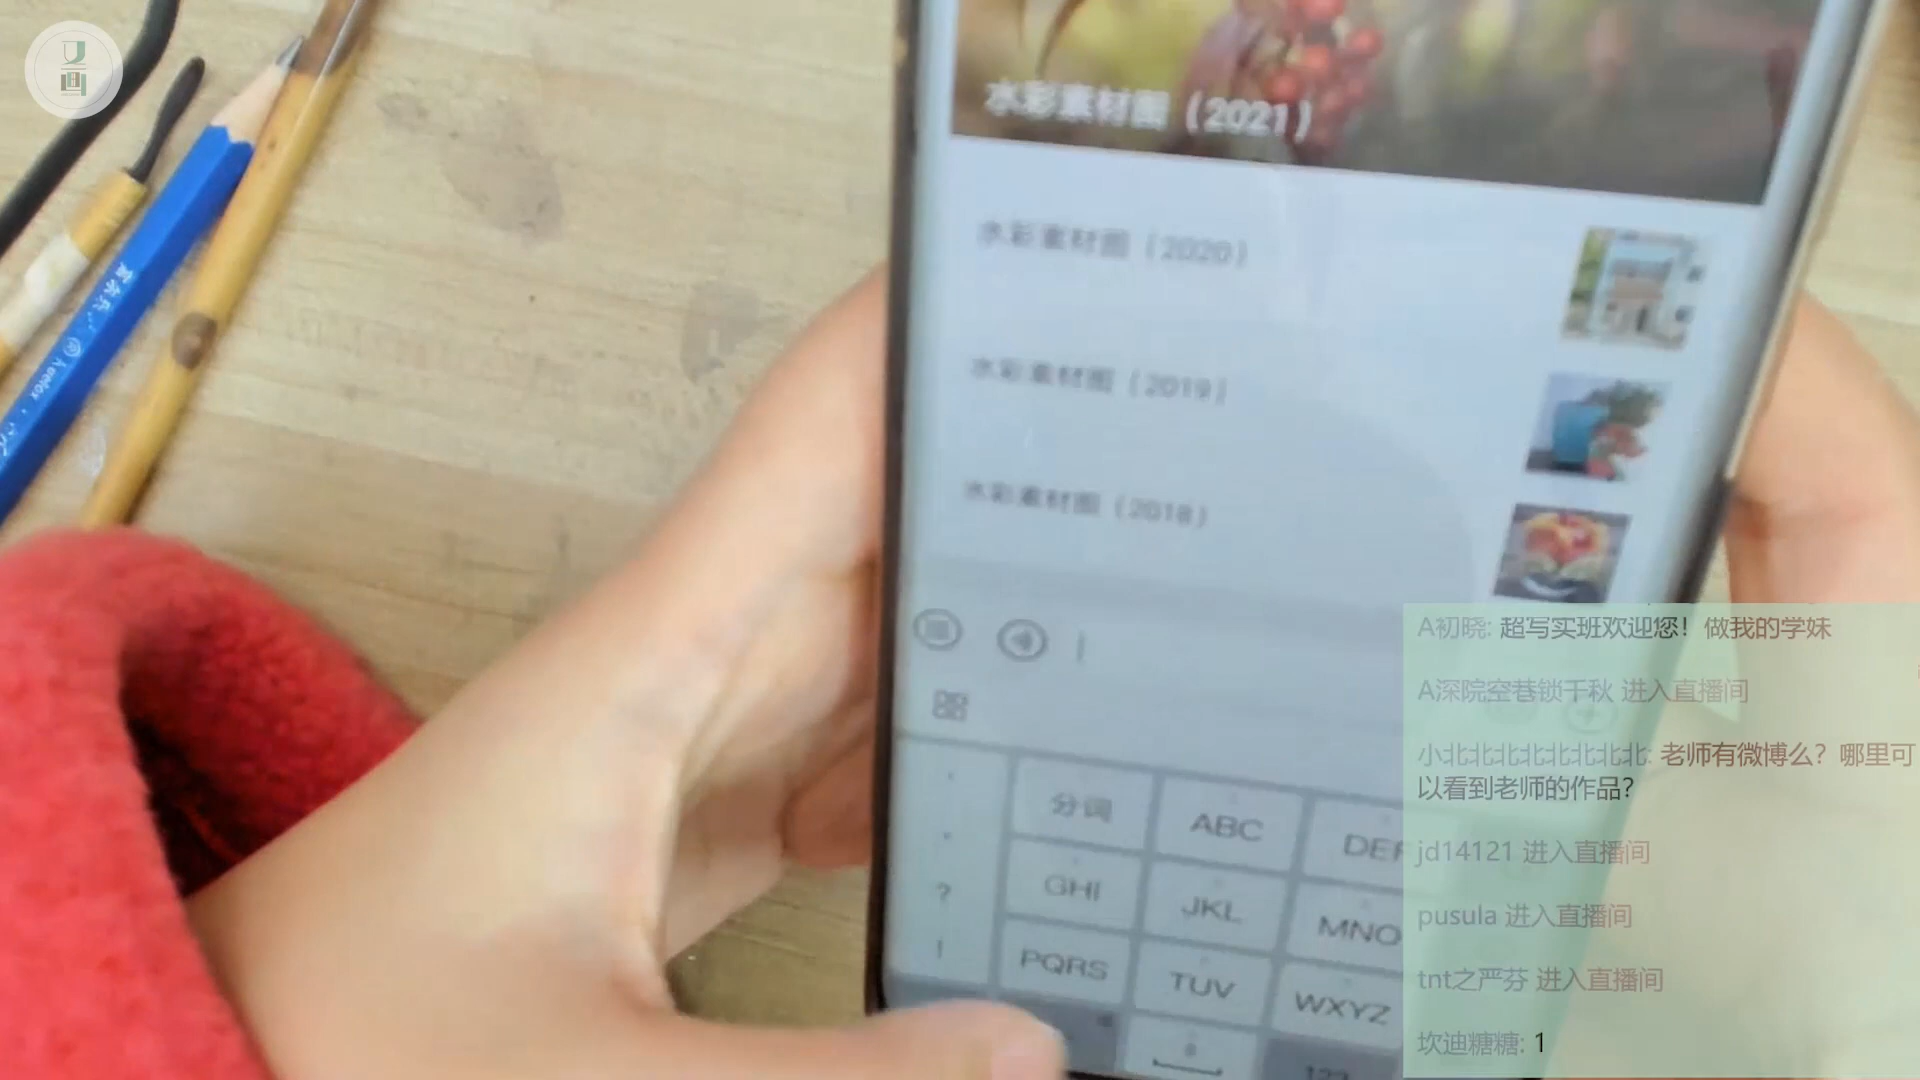 水彩素材图（2021）
水彩素材图（2020）
水彩素材图（2019）
水彩素材图（2018）
分词
ABC
DEF
GHI
JKL
MNO
PQRS
TUV
WXYZ
123
A初晓: 超写实班欢迎您！做我的学妹
A深院空巷锁千秋 进入直播间
小北北北北北北北北: 老师有微博么？哪里可
以看到老师的作品？
jd14121 进入直播间
pusula 进入直播间
tnt之严芬 进入直播间
坎迪糖糖: 1